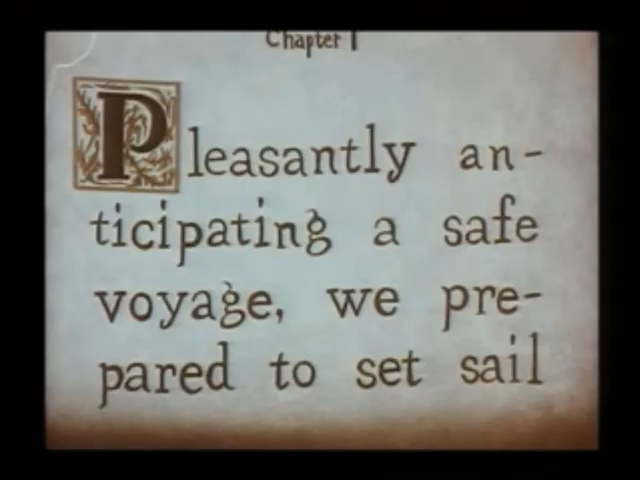 Chapter I
Pleasantly an-
ticipating a safe
voyage, we pre-
pared to set sail